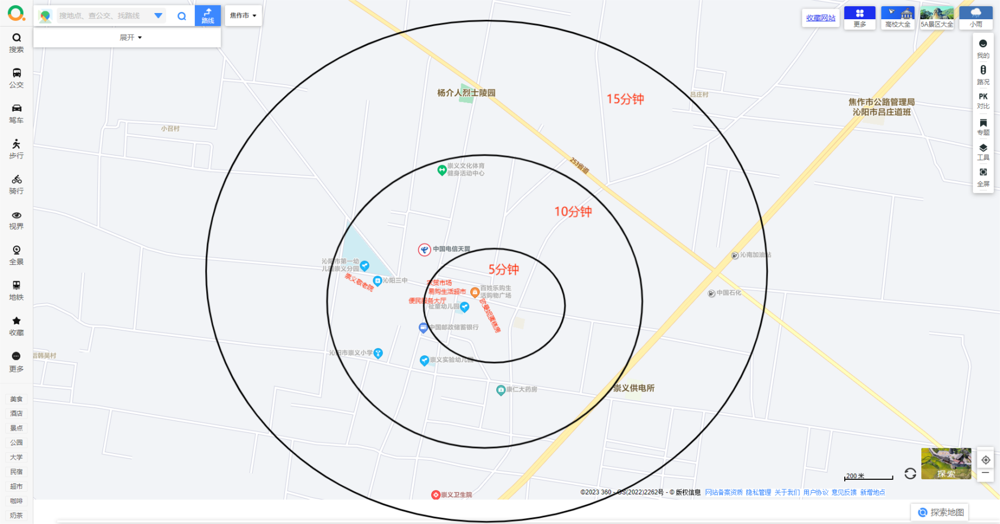 搜地点、查公交、找路线
路线
焦作市
展开
收藏网站
更多
高校大全
5A景区大全
小雨
搜索
公交
驾车
步行
骑行
视界
全景
地铁
收藏
更多
美食
酒店
景点
公园
大学
民宿
超市
咖啡
奶茶
我的
路况
PK
对比
专题
工具
全屏
杨介人烈士陵园
15分钟
吕庄村
焦作市公路管理局
沁阳市吕庄道班
小召村
253省道
崇义文化体育
健身活动中心
10分钟
中国电信天翼
沁南加油站
5分钟
沁阳市第一幼
儿园崇义分园
崇义敬老院
沁阳三中
农贸市场
易购生活超市
便民服务大厅
百姓乐购生
活购物广场
祉童幼儿园
欧曼妃蛋糕房
中国石化
中国邮政储蓄银行
沁阳市崇义小学
崇义实验幼儿园
后韩吴村
康仁大药房
崇义供电所
崇义卫生院
200 米
探索
©2023 360 - GS(2022)2262号 - © 版权信息 网站备案资质 隐私管理 关于我们 用户协议 意见反馈 新增地点
探索地图